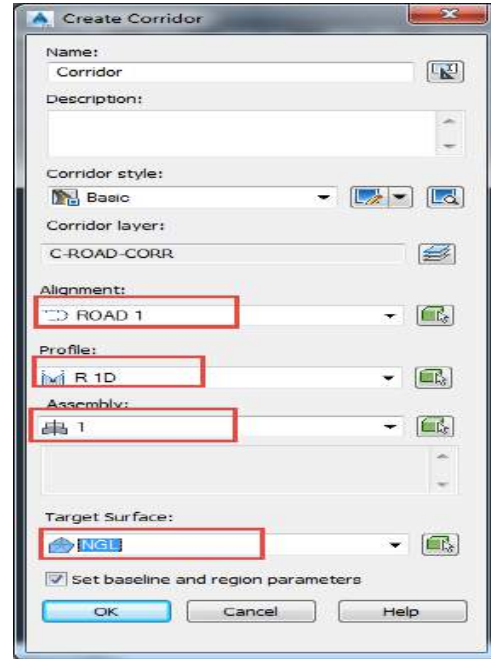 Create Corridor
Name:
Corridor
Description:
Corridor style:
Basic
Corridor layer:
C-ROAD-CORR
Alignment:
ROAD 1
Profile:
R 1D
Assembly:
1
Target Surface:
NGL
Set baseline and region parameters
OK Cancel Help